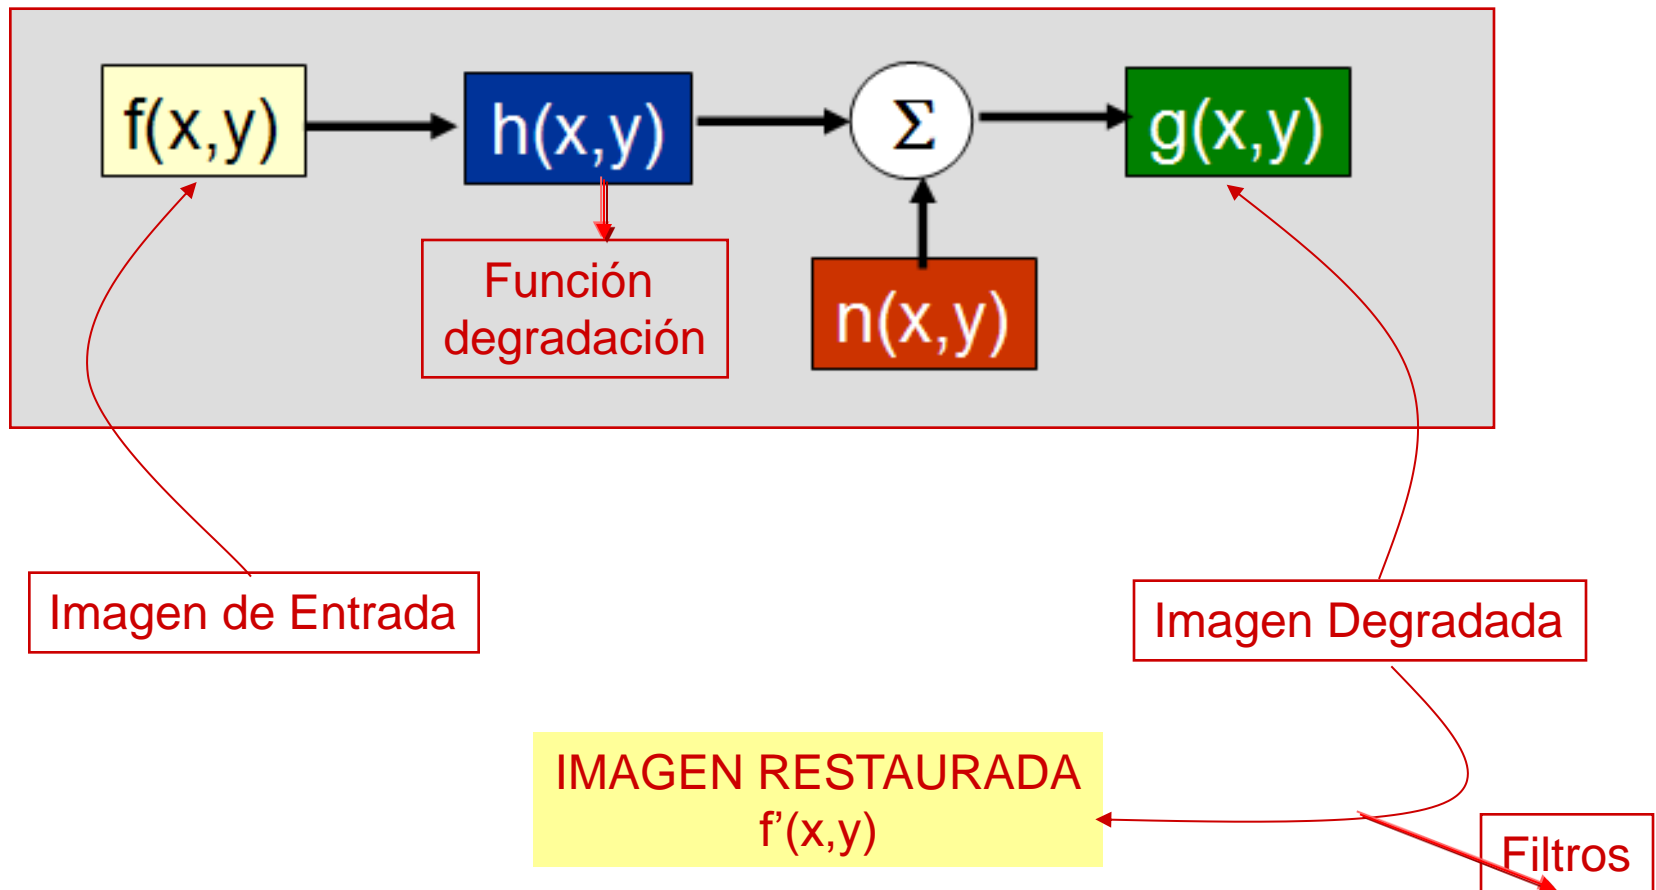 f(x,y)
h(x,y)
Σ
g(x,y)
Función
degradación
n(x,y)
Imagen de Entrada
Imagen Degradada
IMAGEN RESTAURADA
f’(x,y)
Filtros